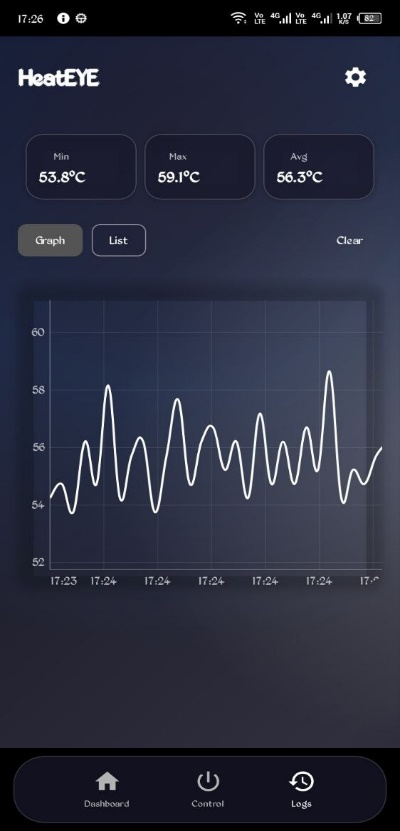 17:26 Vo LTE 4G Vo LTE 4G 1.07 K/S 82
HeatEYE
Min Max Avg
53.8°C 59.1°C 56.3°C
Graph List Clear
60
58
56
54
52
17:23 17:24 17:24 17:24 17:24 17:24
Dashboard Control Logs